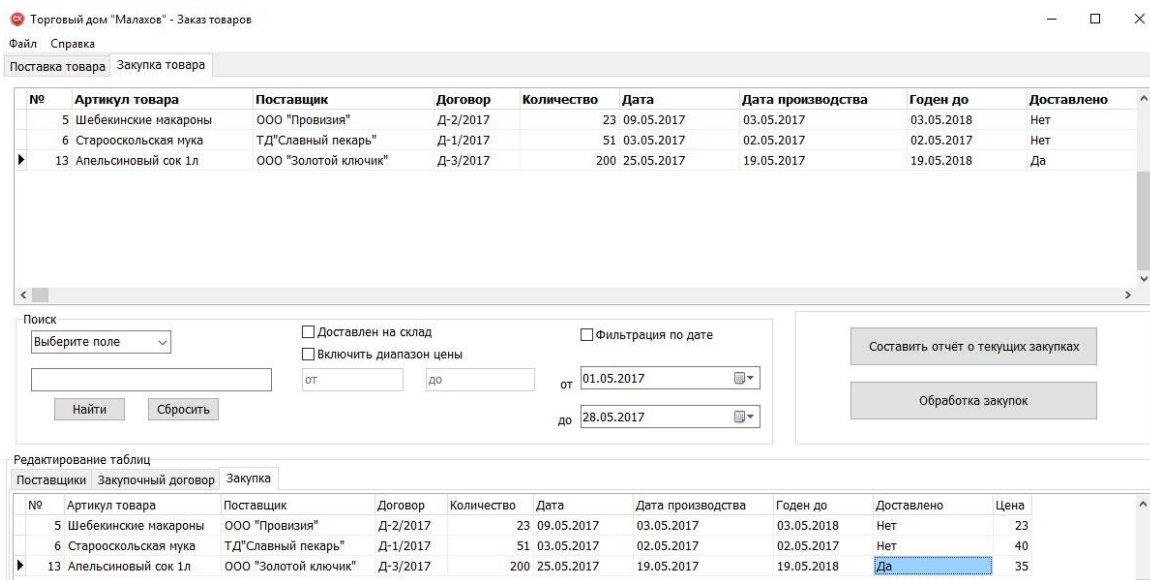 Торговый дом "Малахов" - Заказ товаров
Файл Справка
Поставка товара Закупка товара
№ Артикул товара Поставщик Договор Количество Дата Дата производства Годен до Доставлено
5 Шебекинские макароны ООО "Провизия" Д-2/2017 23 09.05.2017 03.05.2017 03.05.2018 Нет
6 Старооскольская мука ТД"Славный пекарь" Д-1/2017 51 03.05.2017 02.05.2017 02.05.2017 Нет
13 Апельсиновый сок 1л ООО "Золотой ключик" Д-3/2017 200 25.05.2017 19.05.2017 19.05.2018 Да
Поиск
Выберите поле Доставлен на склад Фильтрация по дате Составить отчёт о текущих закупках
Включить диапазон цены
от до от 01.05.2017
Найти Сбросить Обработка закупок
до 28.05.2017
Редактирование таблиц
Поставщики Закупочный договор Закупка
№ Артикул товара Поставщик Договор Количество Дата Дата производства Годен до Доставлено Цена
5 Шебекинские макароны ООО "Провизия" Д-2/2017 23 09.05.2017 03.05.2017 03.05.2018 Нет 23
6 Старооскольская мука ТД"Славный пекарь" Д-1/2017 51 03.05.2017 02.05.2017 02.05.2017 Нет 40
13 Апельсиновый сок 1л ООО "Золотой ключик" Д-3/2017 200 25.05.2017 19.05.2017 19.05.2018 Да 35